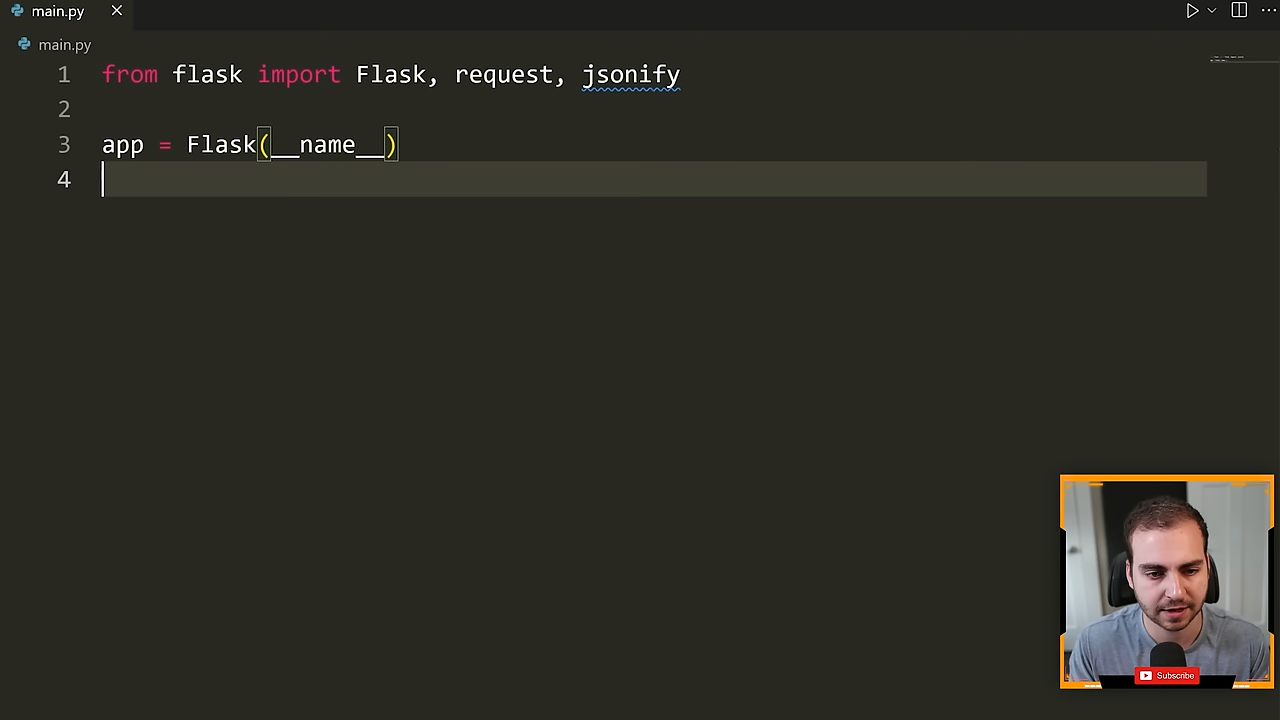 main.py
main.py
1 from flask import Flask, request, jsonify
2
3 app = Flask(__name__)
4
Subscribe